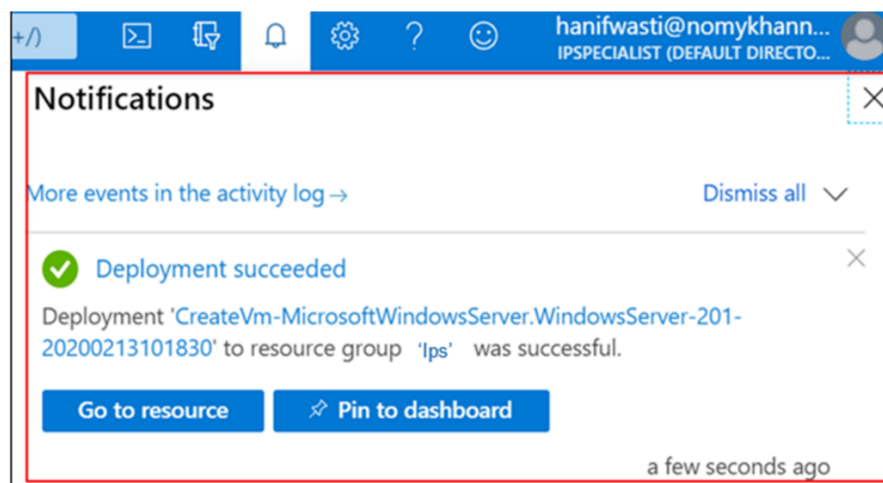 +/)
hanifwasti@nomykhann...
IPSPECIALIST (DEFAULT DIRECTO...
Notifications
More events in the activity log →
Dismiss all
Deployment succeeded
Deployment 'CreateVm-MicrosoftWindowsServer.WindowsServer-201-
20200213101830' to resource group 'Ips' was successful.
Go to resource
Pin to dashboard
a few seconds ago